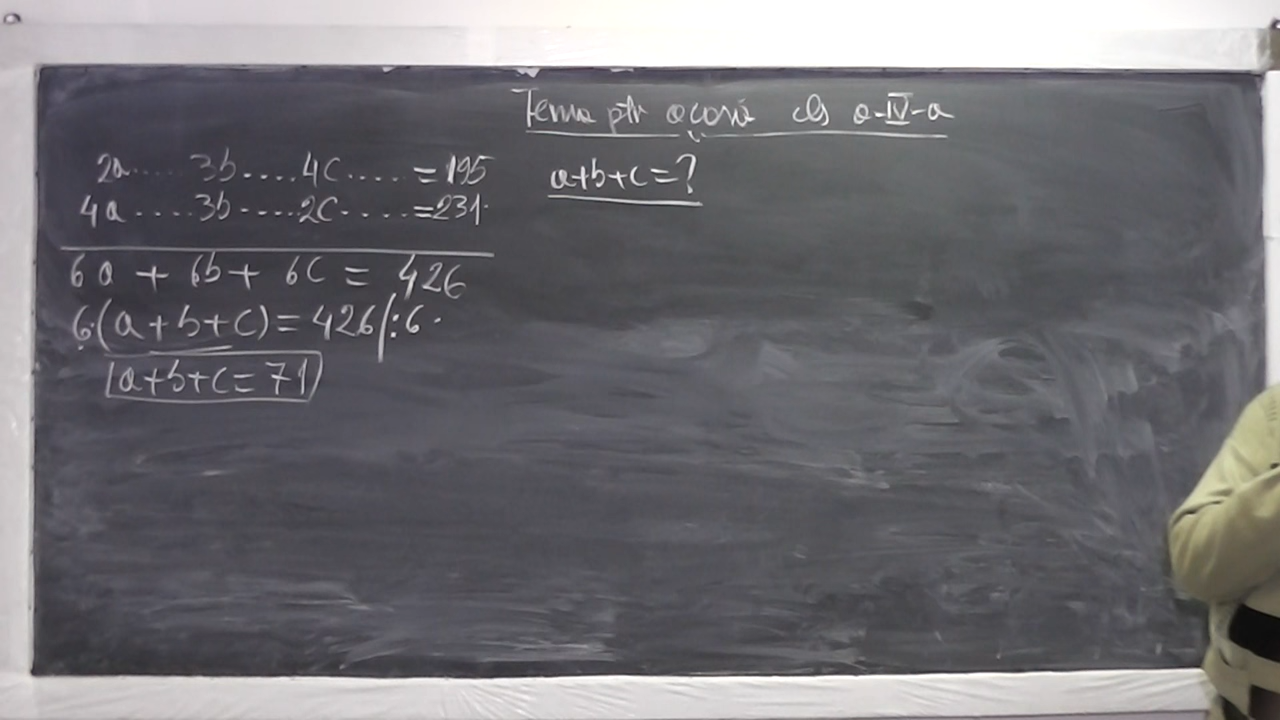 Tema ptr acasă cls a-IV-a
2a.....3b....4c.....=195
4a....3b....2c.....=231.
a+b+c=?
6a + 6b + 6c = 426
6.(a+b+c)=426|:6.
a+b+c=71